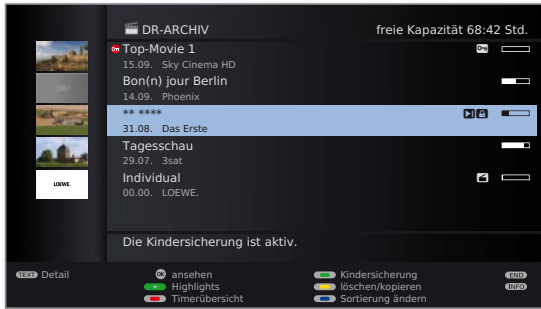 DR-ARCHIV
freie Kapazität 68:42 Std.
Top-Movie 1
15.09. Sky Cinema HD
Bon(n) jour Berlin
14.09. Phoenix
** ****
31.08. Das Erste
Tagesschau
29.07. 3sat
Individual
00.00. LOEWE.
DR+
LOEWE.
Die Kindersicherung ist aktiv.
TEXT Detail
OK ansehen
Highlights
Timerübersicht
Kindersicherung
löschen/kopieren
Sortierung ändern
END
INFO